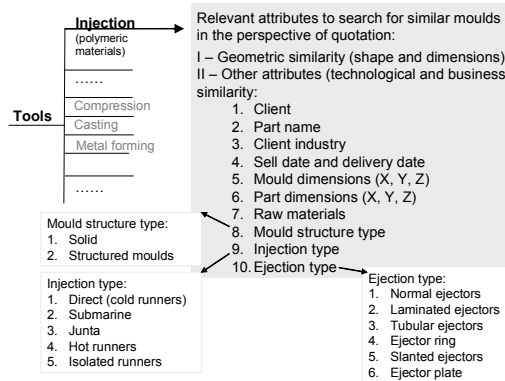 Injection
(polymeric
materials)
……
Compression
Tools
Casting
Metal forming
……
Relevant attributes to search for similar moulds
in the perspective of quotation:
I – Geometric similarity (shape and dimensions)
II – Other attributes (technological and business
similarity:
1. Client
2. Part name
3. Client industry
4. Sell date and delivery date
5. Mould dimensions (X, Y, Z)
6. Part dimensions (X, Y, Z)
7. Raw materials
8. Mould structure type
9. Injection type
10. Ejection type
Mould structure type:
1. Solid
2. Structured moulds
Injection type:
1. Direct (cold runners)
2. Submarine
3. Junta
4. Hot runners
5. Isolated runners
Ejection type:
1. Normal ejectors
2. Laminated ejectors
3. Tubular ejectors
4. Ejector ring
5. Slanted ejectors
6. Ejector plate